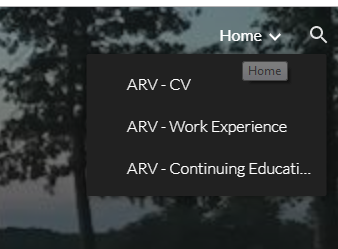 Home
Home
ARV - CV
ARV - Work Experience
ARV - Continuing Educati...